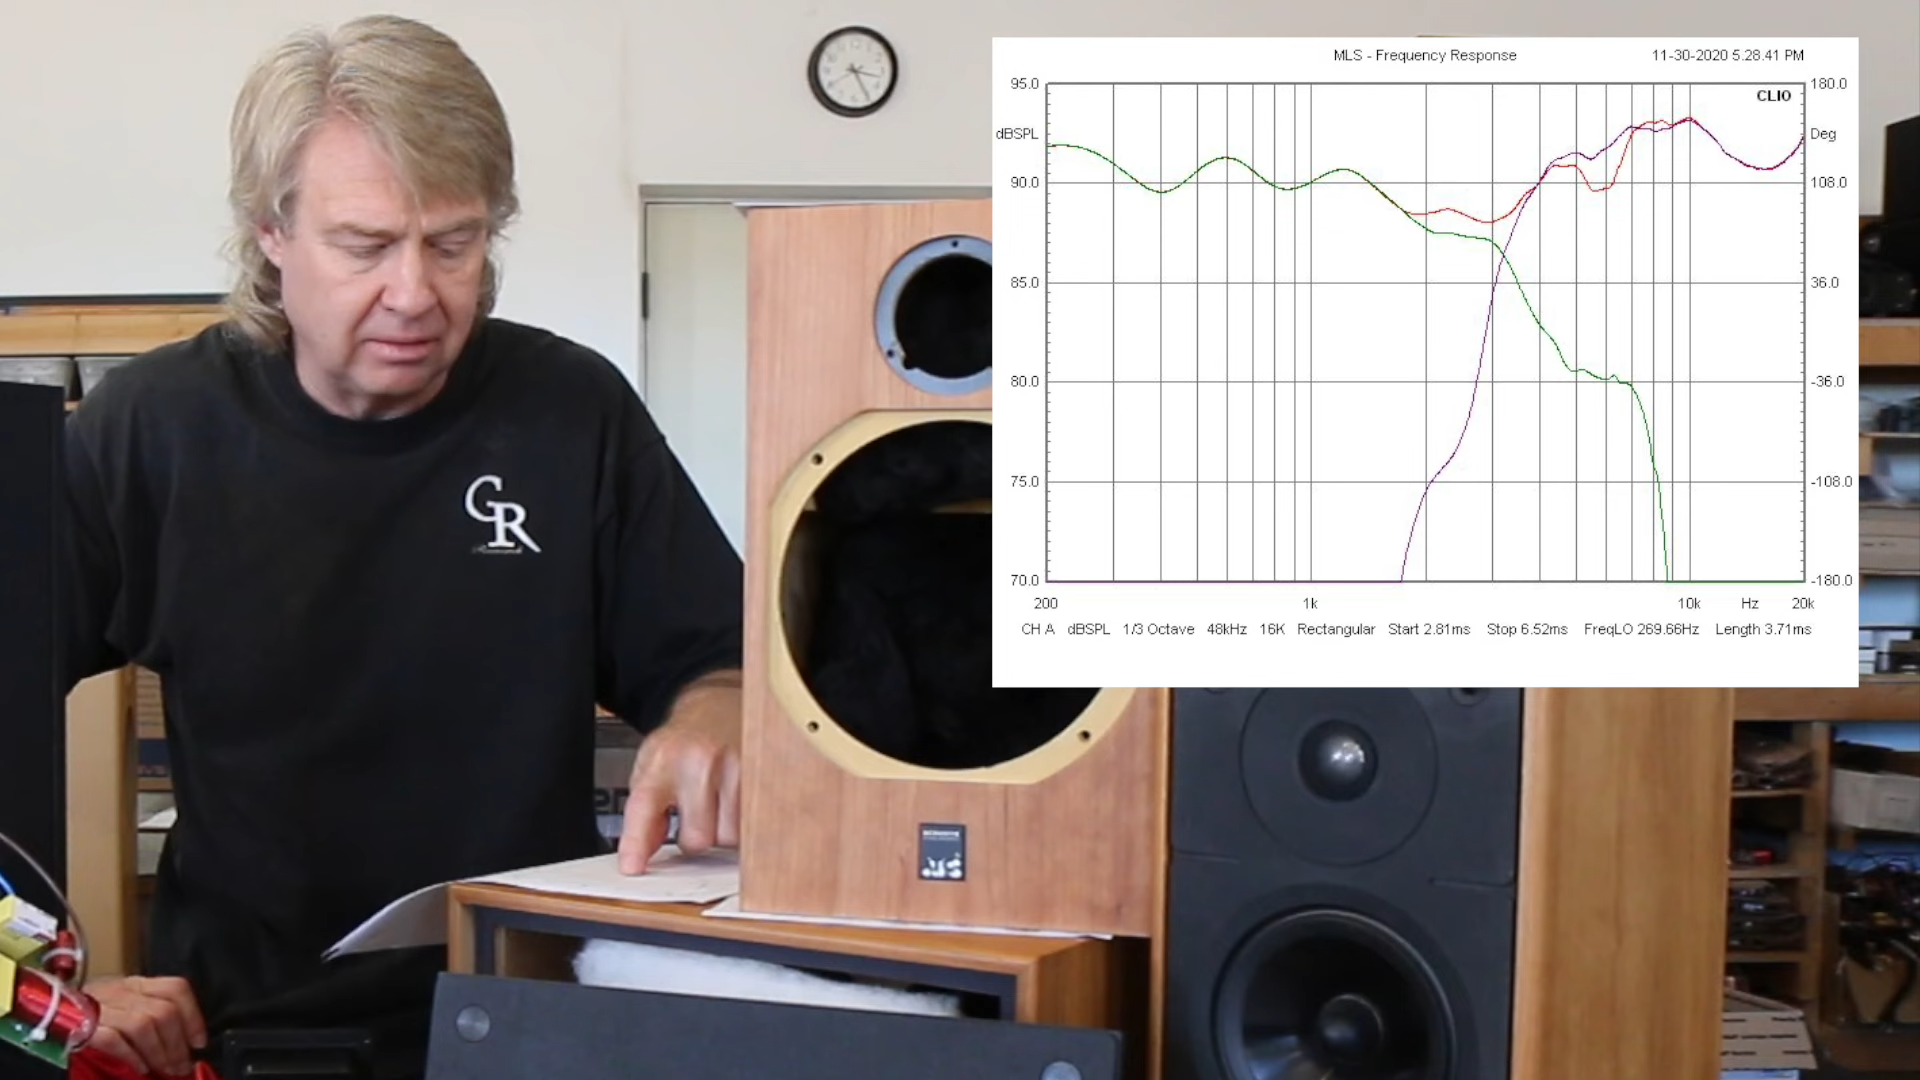 MLS - Frequency Response 11-30-2020 5.28.41 PM
95.0 180.0
CLIO
dBSPL Deg
90.0 108.0
85.0 36.0
80.0 -36.0
75.0 -108.0
70.0 -180.0
200 1k 10k Hz 20k
CH A dBSPL 1/3 Octave 48kHz 16K Rectangular Start 2.81ms Stop 6.52ms FreqLO 269.66Hz Length 3.71ms
GR